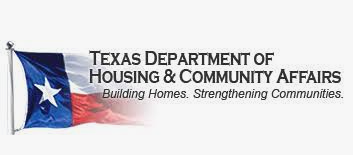 TEXAS DEPARTMENT OF
HOUSING & COMMUNITY AFFAIRS
Building Homes. Strengthening Communities.